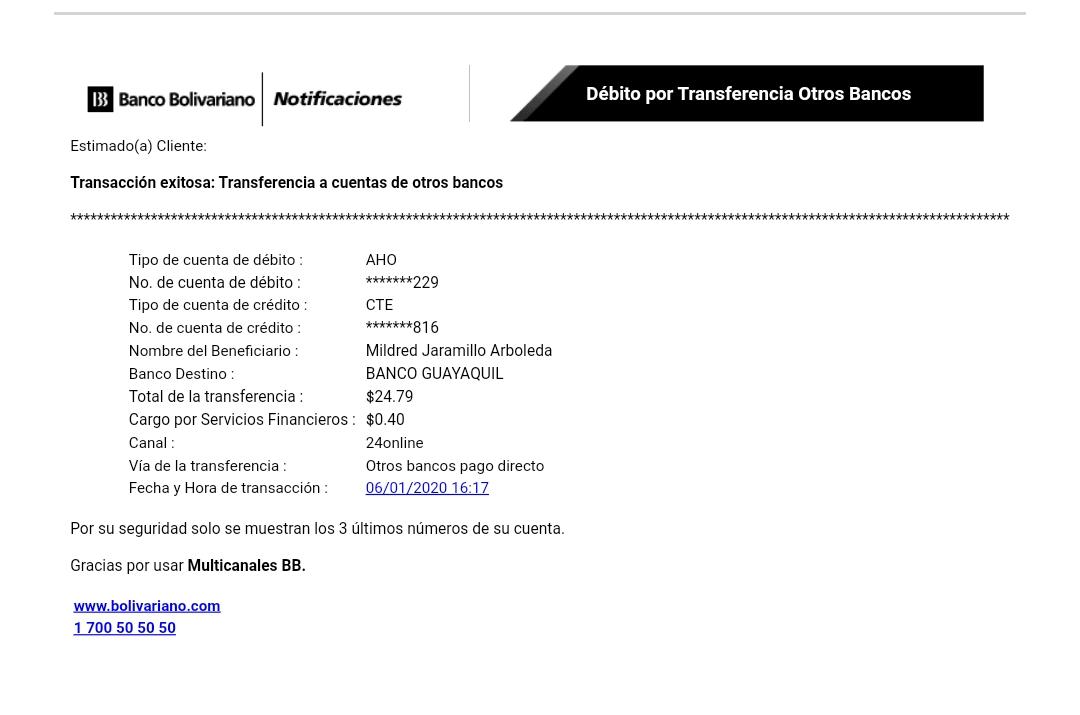 Banco Bolivariano Notificaciones
Débito por Transferencia Otros Bancos
Estimado(a) Cliente:
Transacción exitosa: Transferencia a cuentas de otros bancos
********************************************************************************************************************************************
Tipo de cuenta de débito : AHO
No. de cuenta de débito : *******229
Tipo de cuenta de crédito : CTE
No. de cuenta de crédito : *******816
Nombre del Beneficiario : Mildred Jaramillo Arboleda
Banco Destino : BANCO GUAYAQUIL
Total de la transferencia : $24.79
Cargo por Servicios Financieros : $0.40
Canal : 24online
Vía de la transferencia : Otros bancos pago directo
Fecha y Hora de transacción : 06/01/2020 16:17
Por su seguridad solo se muestran los 3 últimos números de su cuenta.
Gracias por usar Multicanales BB.
www.bolivariano.com
1 700 50 50 50